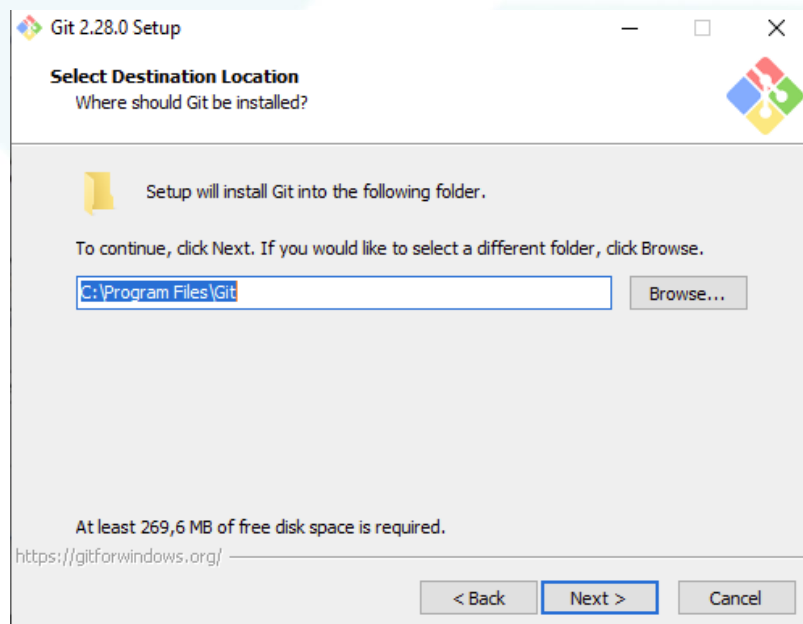 Git 2.28.0 Setup
Select Destination Location
Where should Git be installed?
Setup will install Git into the following folder.
To continue, click Next. If you would like to select a different folder, click Browse.
C:\Program Files\Git
Browse...
At least 269,6 MB of free disk space is required.
https://gitforwindows.org/
< Back
Next >
Cancel